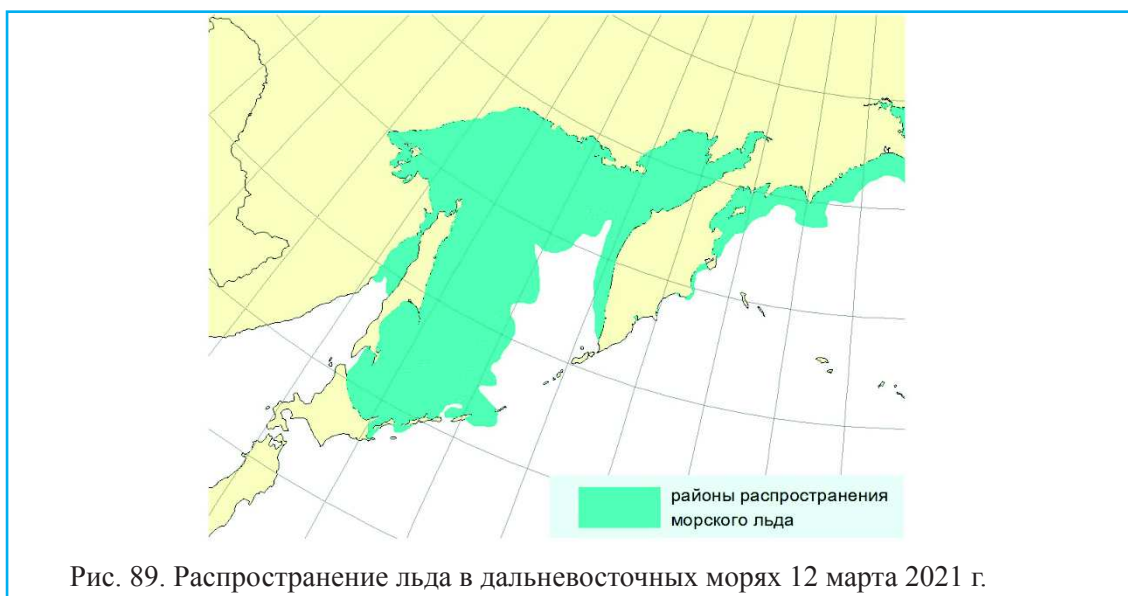 районы распространения
морского льда
Рис. 89. Распространение льда в дальневосточных морях 12 марта 2021 г.